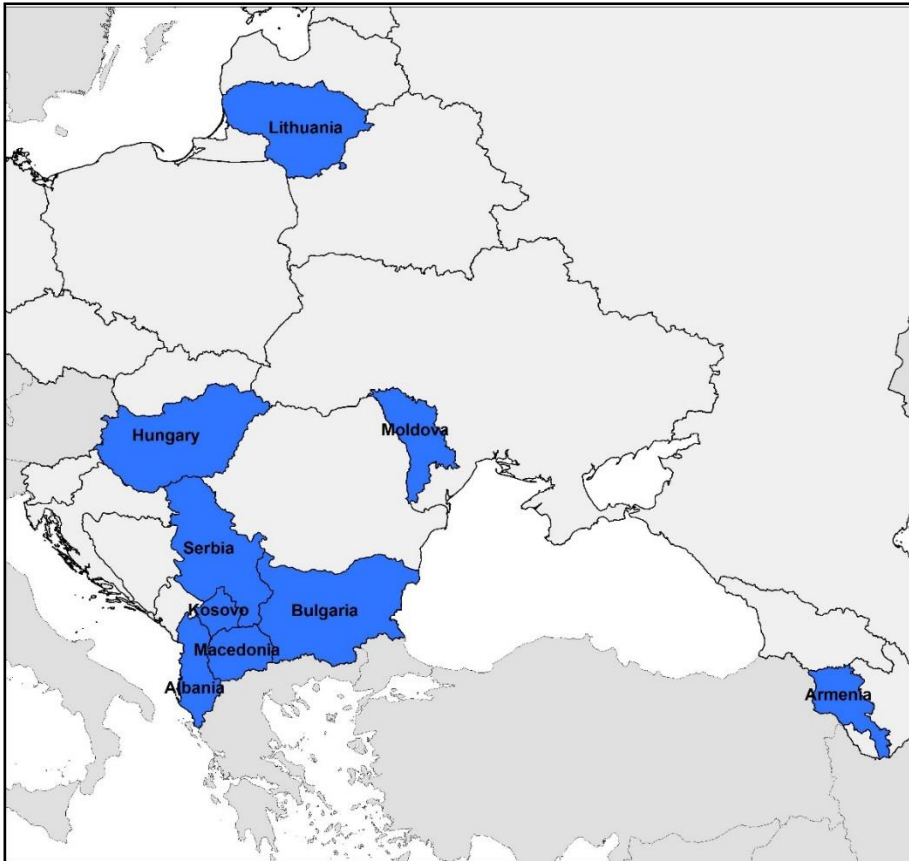 Lithuania
Hungary
Moldova
Serbia
Kosovo
Bulgaria
Macedonia
Albania
Armenia